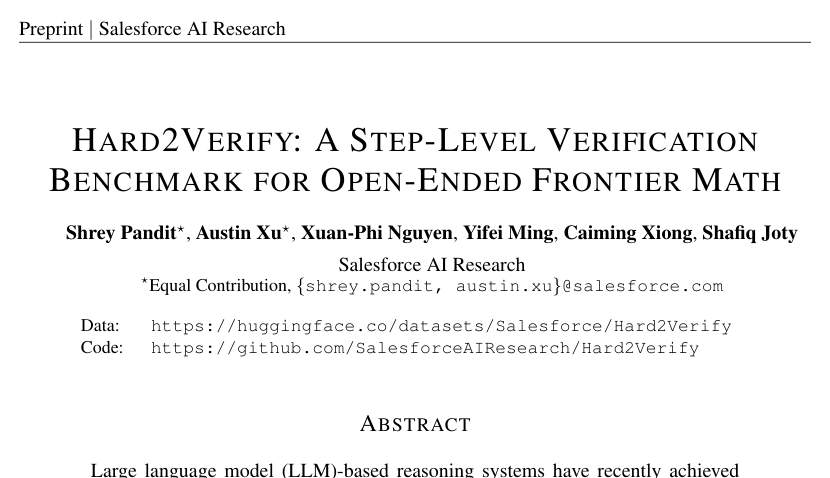 Preprint | Salesforce AI Research
HARD2VERIFY: A STEP-LEVEL VERIFICATION
BENCHMARK FOR OPEN-ENDED FRONTIER MATH
Shrey Pandit⋆, Austin Xu⋆, Xuan-Phi Nguyen, Yifei Ming, Caiming Xiong, Shafiq Joty
Salesforce AI Research
⋆Equal Contribution, {shrey.pandit, austin.xu}@salesforce.com
Data: https://huggingface.co/datasets/Salesforce/Hard2Verify
Code: https://github.com/SalesforceAIResearch/Hard2Verify
ABSTRACT
Large language model (LLM)-based reasoning systems have recently achieved